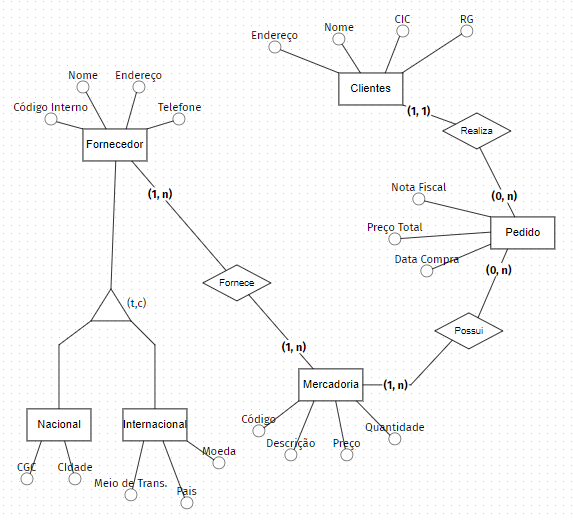 CIC
RG
Nome
Endereço
Clientes
(1, 1)
Realiza
Nome
Endereço
Código Interno
Telefone
Fornecedor
(1, n)
(0, n)
Nota Fiscal
Preço Total
Pedido
Data Compra
(0, n)
Fornece
(t,c)
Possui
(1, n)
Mercadoria
(1, n)
Código
Descrição
Preço
Quantidade
Nacional
Internacional
CGC
CIdade
Meio de Trans.
Pais
Moeda